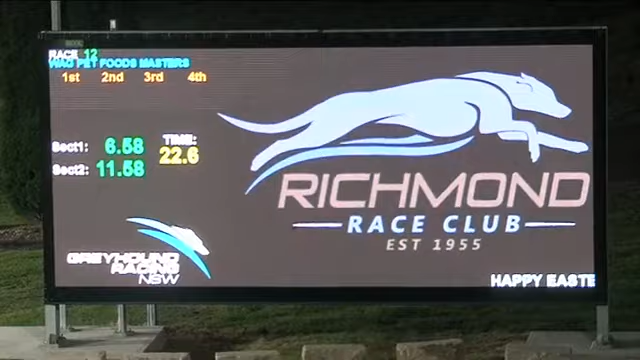 RACE 12
WAG PET FOODS MASTERS
1st 2nd 3rd 4th
Sect1: 6.58
Sect2: 11.58
TIME:
22.6
RICHMOND
RACE CLUB
EST 1955
GREYHOUND
RACING
NSW
HAPPY EASTE